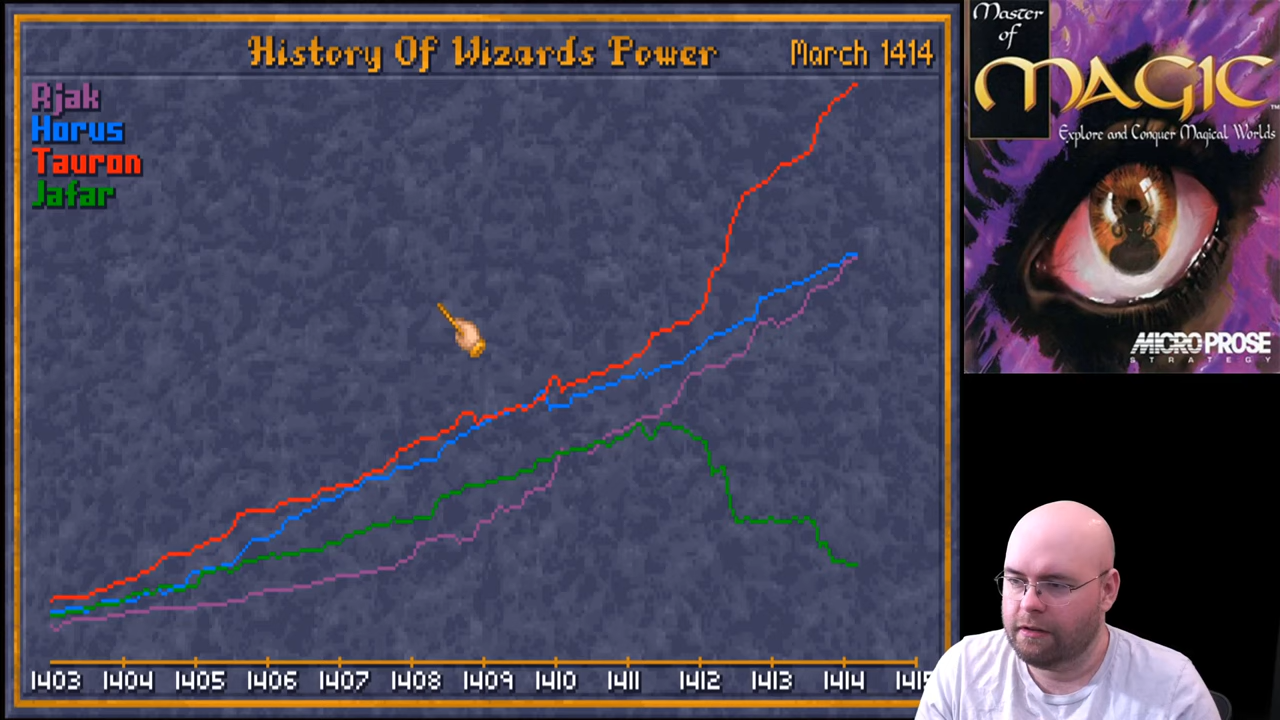 History Of Wizards Power
March 1414
Rjak
Horus
Tauron
Jafar
1403 1404 1405 1406 1407 1408 1409 1410 1411 1412 1413 1414
Master
of
MAGIC™
Explore and Conquer Magical Worlds
MICROPROSE
STRATEGY